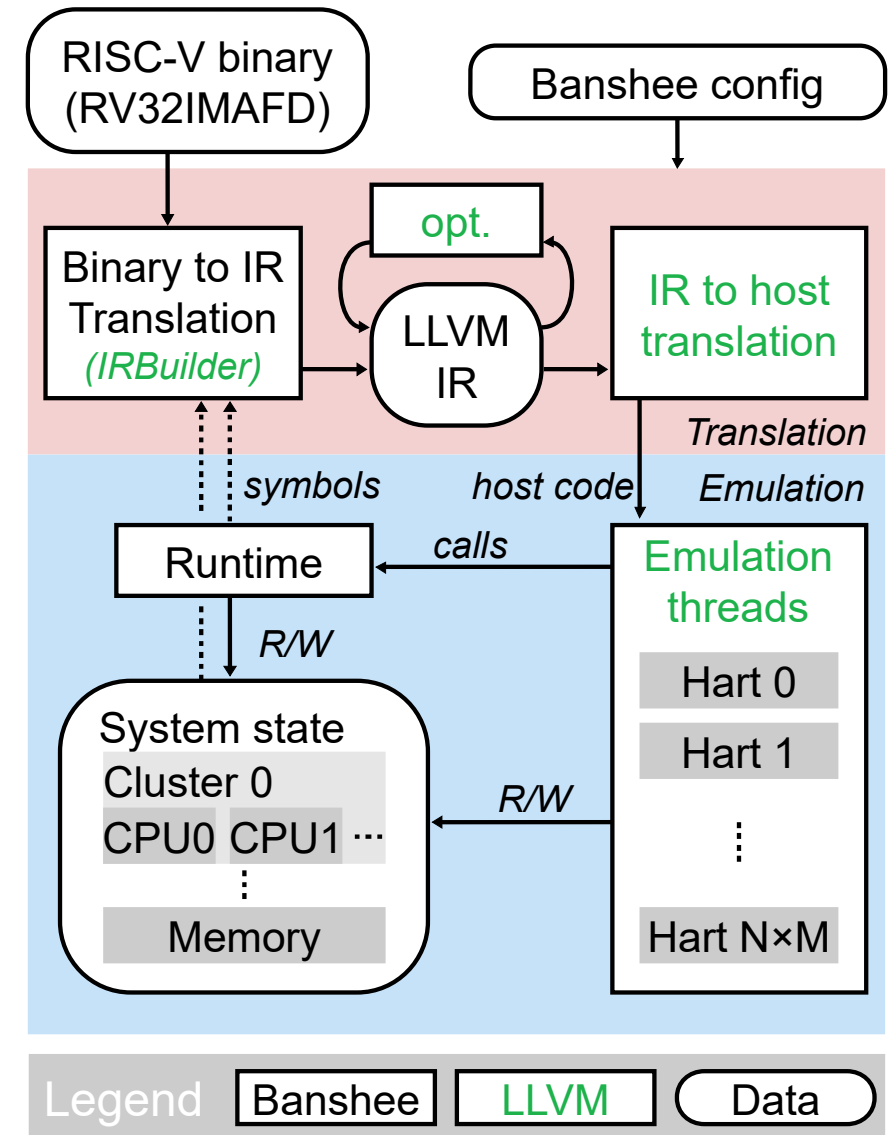 RISC-V binary
(RV32IMAFD)
Banshee config
opt.
Binary to IR
Translation
(IRBuilder)
LLVM
IR
IR to host
translation
Translation
symbols
host code
Emulation
Runtime
calls
Emulation
threads
R/W
Hart 0
Hart 1
⋮
Hart N×M
System state
Cluster 0
CPU0 CPU1 ···
⋮
Memory
R/W
Legend
Banshee
LLVM
Data